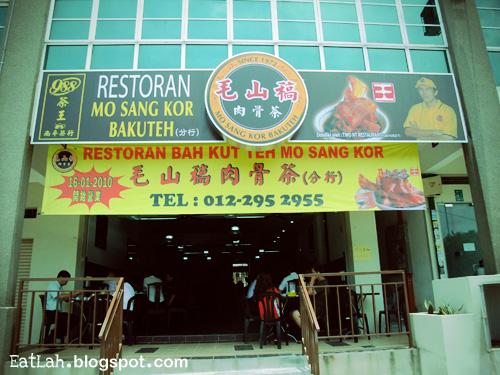 988
茶
王
RESTORAN
MO SANG KOR
BAKUTEH (分行)
SINCE 1972
毛山稿
肉骨茶
MO SANG KOR BAKUTEH
王
RESTORAN BAH KUT TEH MO SANG KOR
毛山稿肉骨茶(分行)
16-01-2010
開始營業
TEL : 012-295 2955
EatLah.blogspot.com